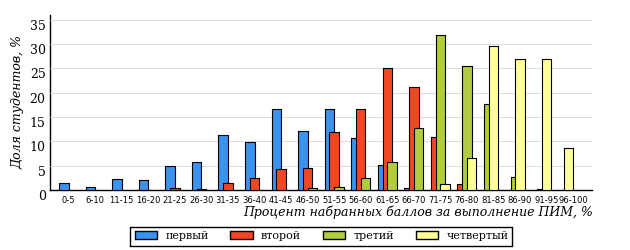 Доля студентов, %
35
30
25
20
15
10
5
0
0-5 6-10 11-15 16-20 21-25 26-30 31-35 36-40 41-45 46-50 51-55 56-60 61-65 66-70 71-75 76-80 81-85 86-90 91-95 96-100
Процент набранных баллов за выполнение ПИМ, %
первый второй третий четвертый